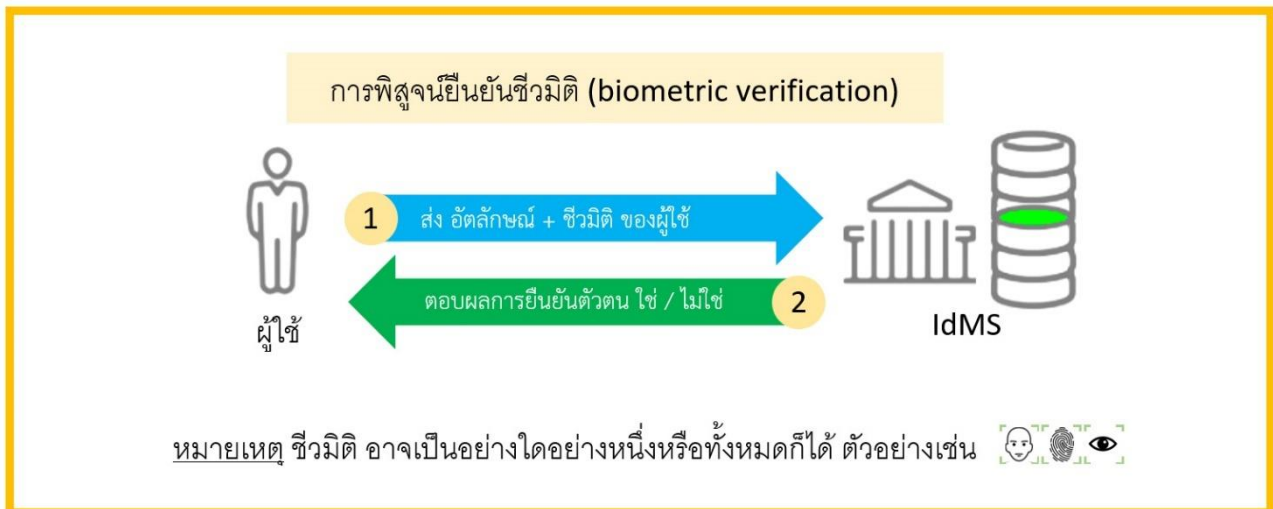 การพิสูจน์ยืนยันชีวมิติ (biometric verification)
1
ส่ง อัตลักษณ์ + ชีวมิติ ของผู้ใช้
ตอบผลการยืนยันตัวตน ใช่ / ไม่ใช่
2
ผู้ใช้
IdMS
หมายเหตุ ชีวมิติ อาจเป็นอย่างใดอย่างหนึ่งหรือทั้งหมดก็ได้ ตัวอย่างเช่น